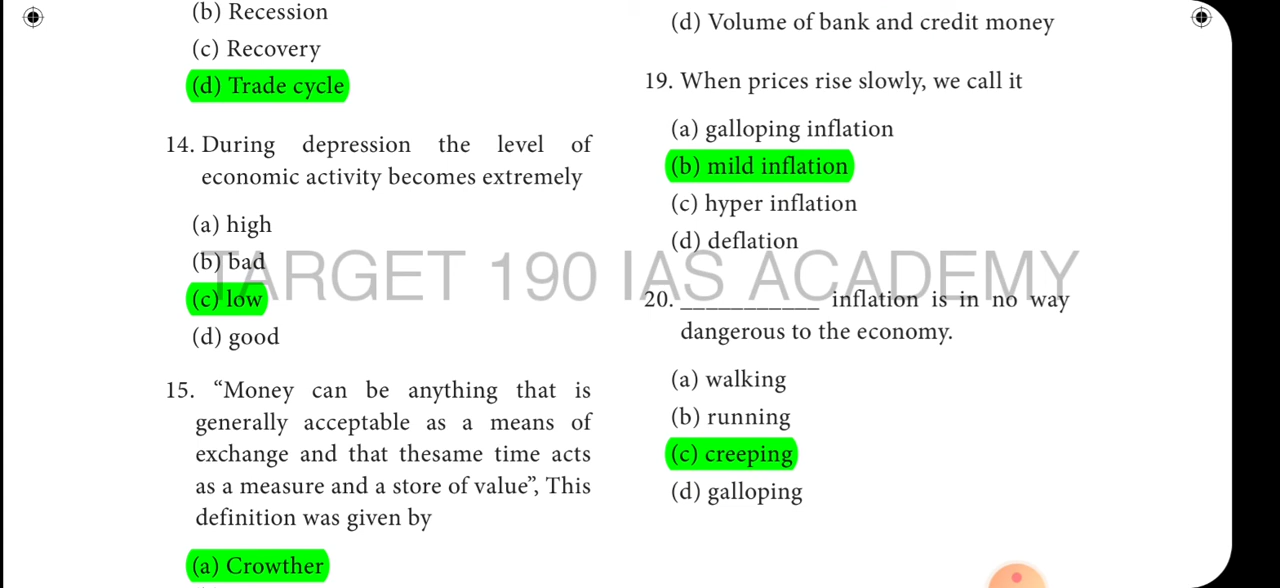 (b) Recession
(c) Recovery
(d) Trade cycle
14. During depression the level of
economic activity becomes extremely
(a) high
(b) bad
(c) low
(d) good
15. “Money can be anything that is
generally acceptable as a means of
exchange and that thesame time acts
as a measure and a store of value”, This
definition was given by
(a) Crowther
(d) Volume of bank and credit money
19. When prices rise slowly, we call it
(a) galloping inflation
(b) mild inflation
(c) hyper inflation
(d) deflation
20. ___________ inflation is in no way
dangerous to the economy.
(a) walking
(b) running
(c) creeping
(d) galloping
TARGET 190 IAS ACADEMY